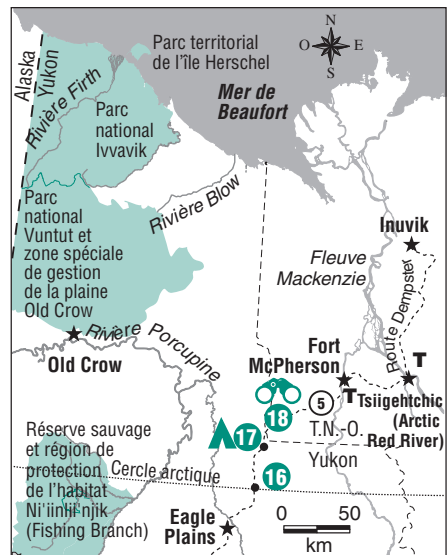 N
O E
S
Parc territorial
de l'île Herschel
Mer de
Beaufort
Alaska
Yukon
Rivière Firth
Parc
national
Ivvavik
Rivière Blow
Parc
national
Vuntut et
zone spéciale
de gestion
de la plaine
Old Crow
Inuvik
Fleuve
Mackenzie
Route Dempster
Rivière Porcupine
Old Crow
Fort
McPherson
T
T
Tsiigehtchic
(Arctic
Red River)
5
18
T.N.-O.
17
Yukon
Réserve sauvage
et région de
protection
de l'habitat
Ni'iinlii'njik
(Fishing Branch)
Cercle arctique
16
Eagle
Plains
0 50
km